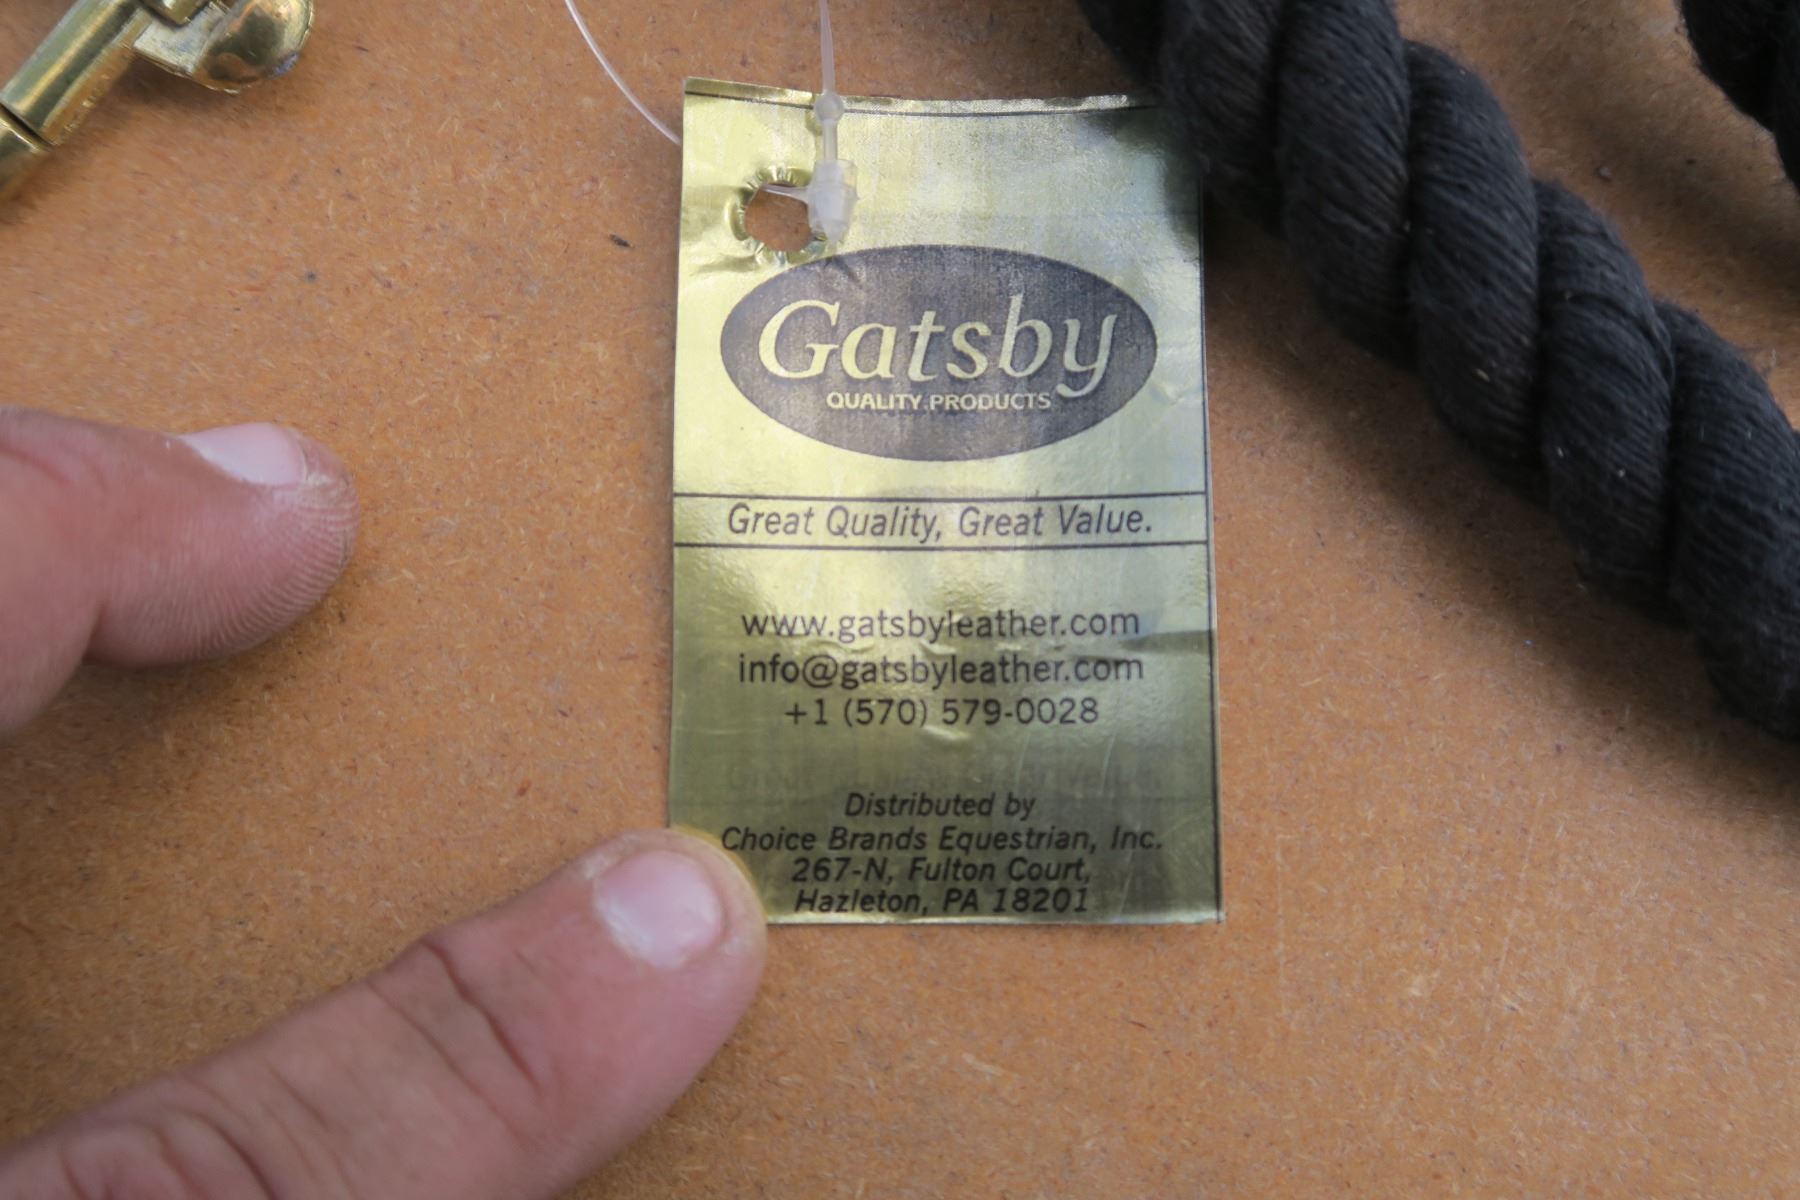 Gatsby
QUALITY PRODUCTS
Great Quality, Great Value.
www.gatsbyleather.com
info@gatsbyleather.com
+1 (570) 579-0028
Distributed by
Choice Brands Equestrian, Inc.
267-N, Fulton Court,
Hazleton, PA 18201